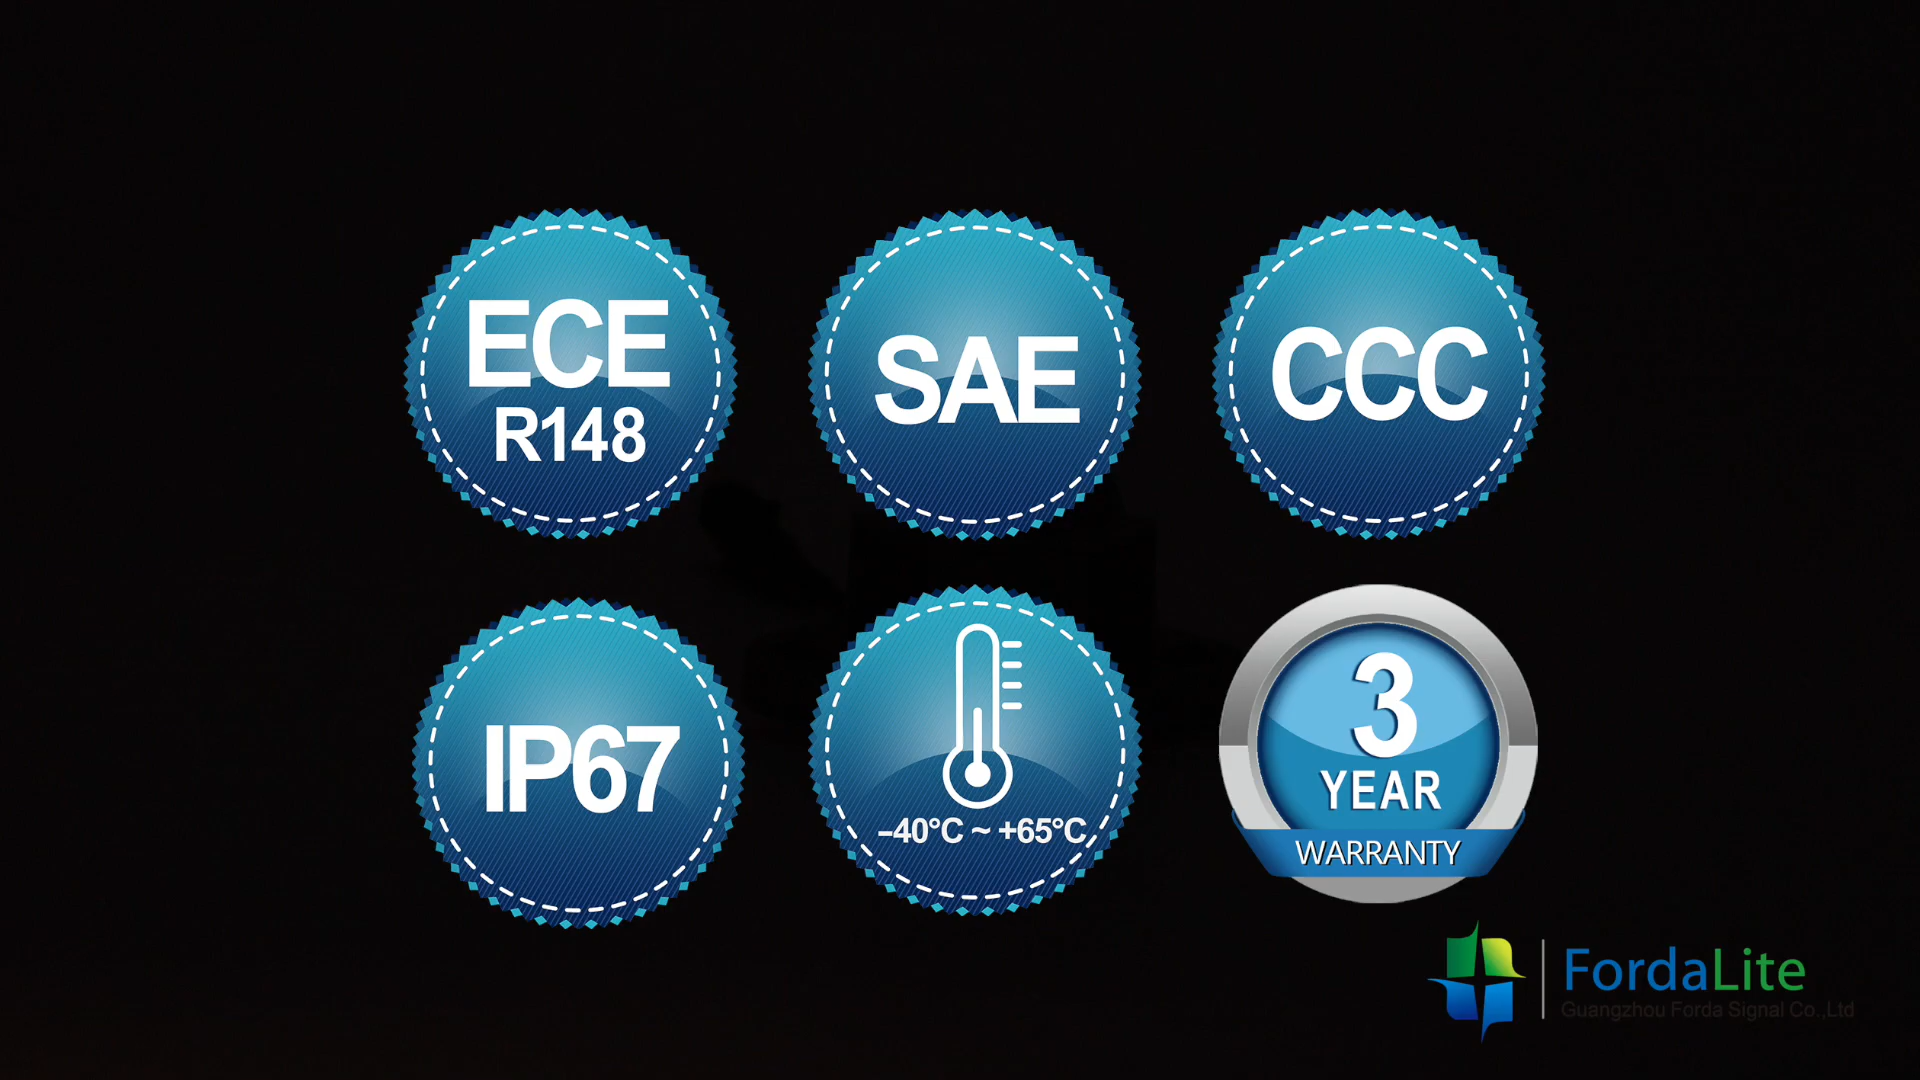 ECE
R148
SAE
CCC
IP67
–40°C ~ +65°C
3
YEAR
WARRANTY
FordaLite
Guangzhou Forda Signal Co.,Ltd